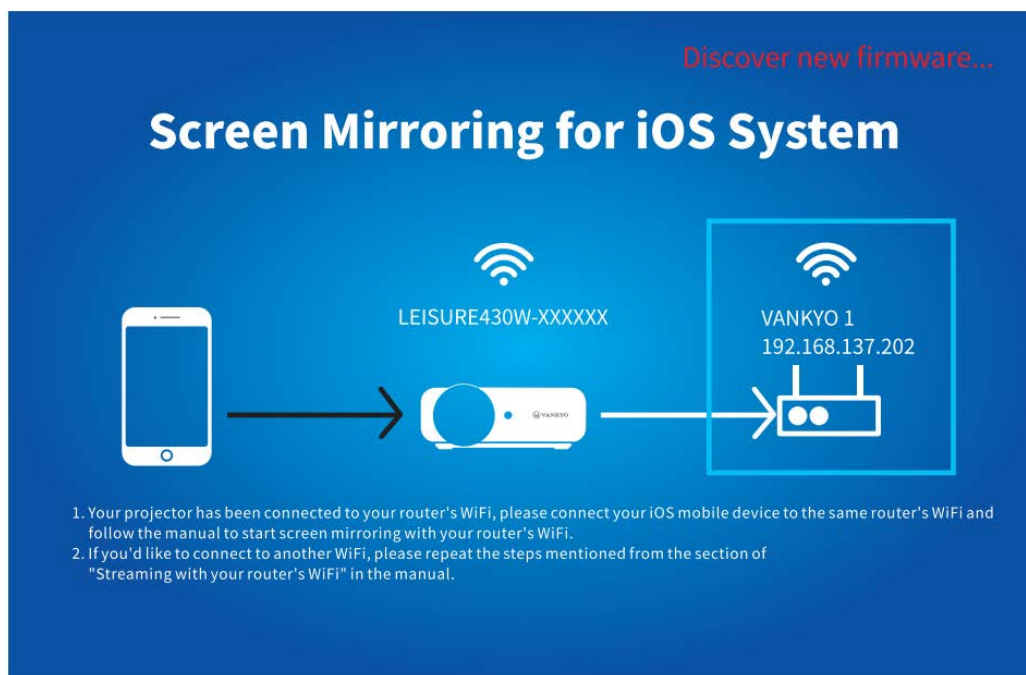 Discover new firmware...
Screen Mirroring for iOS System
LEISURE430W-XXXXXX
VANKYO 1
192.168.137.202
VANKYO
1. Your projector has been connected to your router's WiFi, please connect your iOS mobile device to the same router's WiFi and
follow the manual to start screen mirroring with your router's WiFi.
2. If you'd like to connect to another WiFi, please repeat the steps mentioned from the section of
"Streaming with your router's WiFi" in the manual.